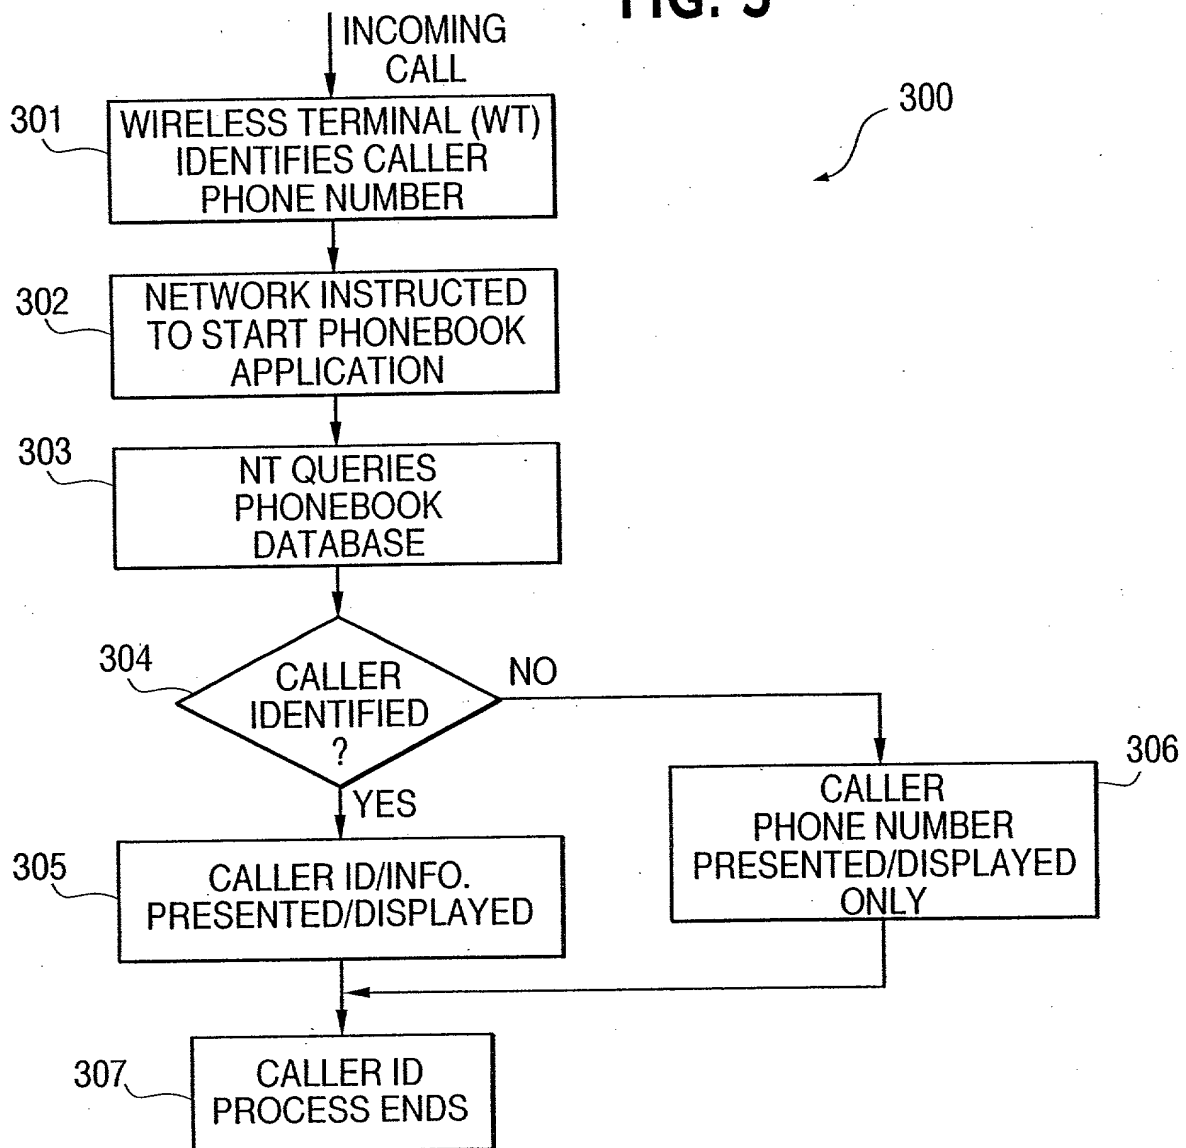 FIG. 3
INCOMING
CALL
300
301
WIRELESS TERMINAL (WT)
IDENTIFIES CALLER
PHONE NUMBER
302
NETWORK INSTRUCTED
TO START PHONEBOOK
APPLICATION
303
NT QUERIES
PHONEBOOK
DATABASE
304
CALLER
IDENTIFIED
?
NO
YES
306
CALLER
PHONE NUMBER
PRESENTED/DISPLAYED
ONLY
305
CALLER ID/INFO.
PRESENTED/DISPLAYED
307
CALLER ID
PROCESS ENDS